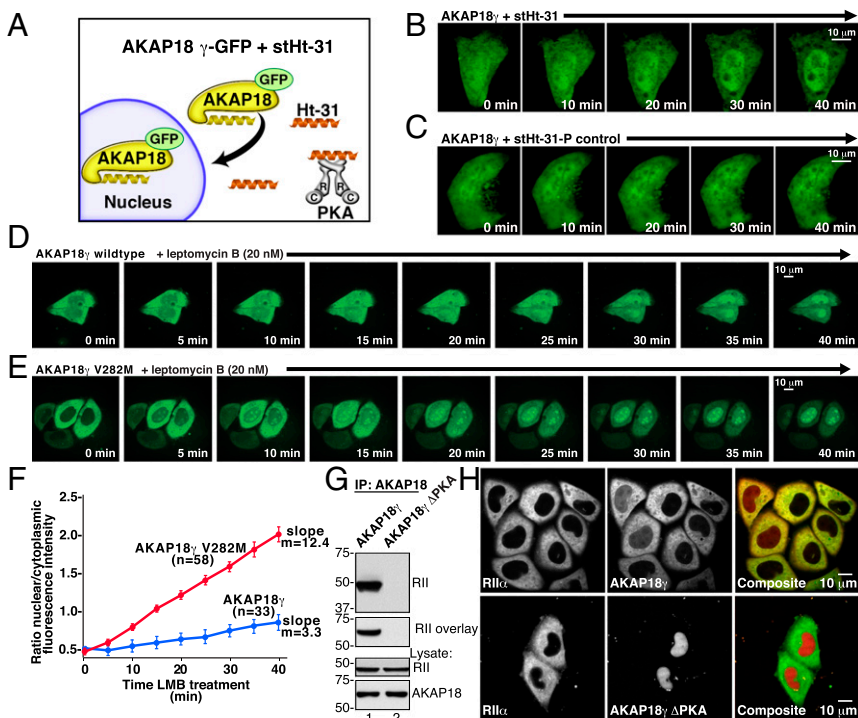 A
AKAP18 γ-GFP + stHt-31
GFP
AKAP18
Ht-31
GFP
AKAP18
Nucleus
R R
C C
PKA
B
AKAP18γ + stHt-31
10 μm
0 min 10 min 20 min 30 min 40 min
C
AKAP18γ + stHt-31-P control
10 μm
0 min 10 min 20 min 30 min 40 min
D
AKAP18γ wildtype + leptomycin B (20 nM)
10 μm
0 min 5 min 10 min 15 min 20 min 25 min 30 min 35 min 40 min
E
AKAP18γ V282M + leptomycin B (20 nM)
10 μm
0 min 5 min 10 min 15 min 20 min 25 min 30 min 35 min 40 min
F
Ratio nuclear/cytoplasmic
fluorescence intensity
2.5
2.0
1.5
1.0
0.5
AKAP18γ V282M
(n=58)
slope
m=12.4
AKAP18γ
(n=33)
slope
m=3.3
0 10 20 30 40
Time LMB treatment
(min)
G
IP: AKAP18
AKAP18γ
AKAP18γ ΔPKA
75-
50-
37-
RII
75-
50-
RII overlay
Lysate:
50-
RII
75-
50-
AKAP18
1 2
H
RIIα AKAP18γ Composite 10 μm
RIIα AKAP18γ ΔPKA Composite 10 μm